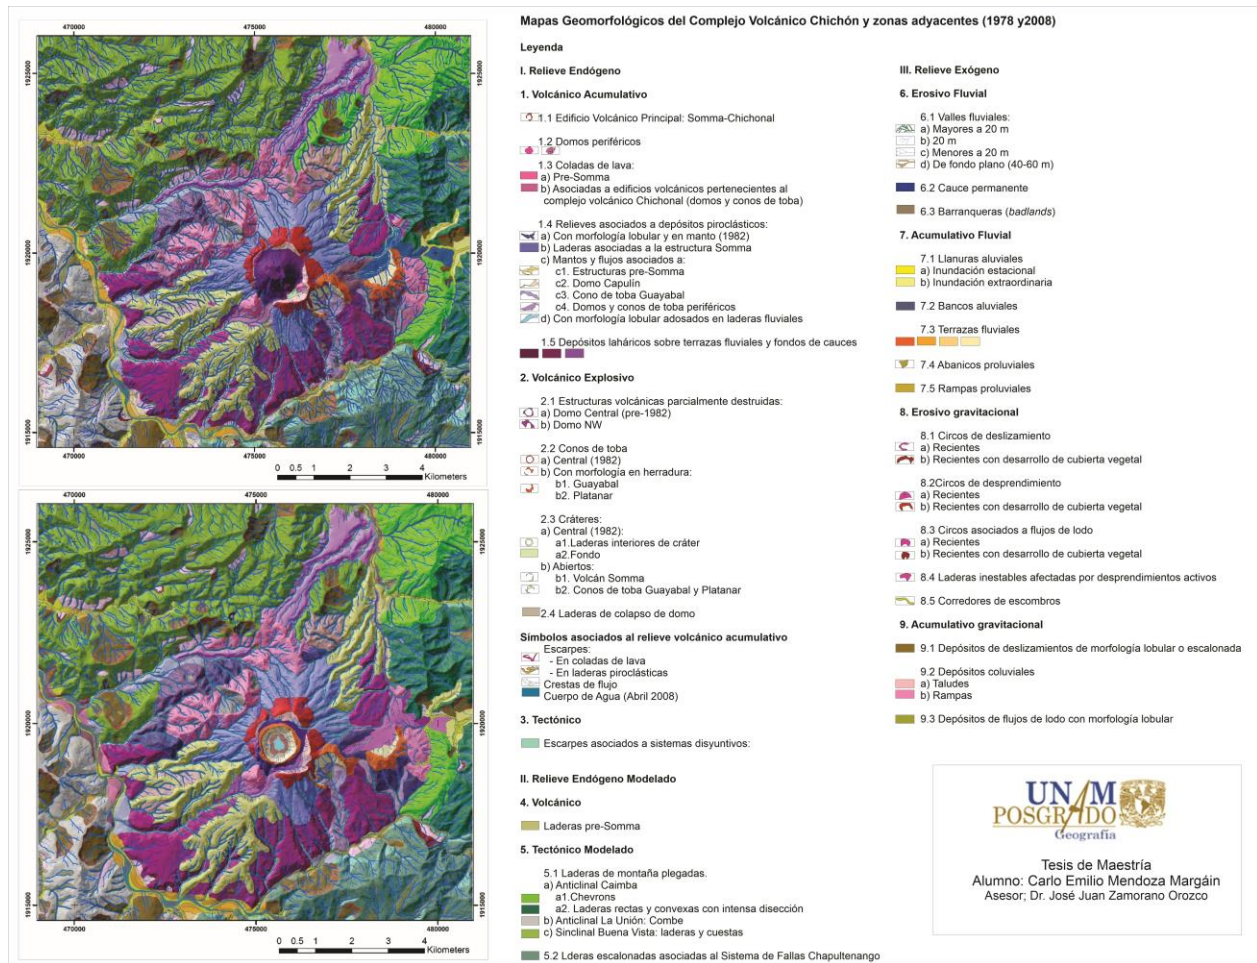 Mapas Geomorfológicos del Complejo Volcánico Chichón y zonas adyacentes (1978 y2008)
470000
475000
480000
1925000
1925000
1920000
1920000
1915000
1915000
470000
475000
480000
0 0.5 1 2 3 4
Kilometers
470000
475000
480000
1925000
1925000
1920000
1920000
1915000
1915000
470000
475000
480000
0 0.5 1 2 3 4
Kilometers
Leyenda
I. Relieve Endógeno
1. Volcánico Acumulativo
1.1 Edificio Volcánico Principal: Somma-Chichonal
1.2 Domos periféricos
1.3 Coladas de lava:
a) Pre-Somma
b) Asociadas a edificios volcánicos pertenecientes al
complejo volcánico Chichonal (domos y conos de toba)
1.4 Relieves asociados a depósitos piroclásticos:
a) Con morfología lobular y en manto (1982)
b) Laderas asociadas a la estructura Somma
c) Mantos y flujos asociados a:
c1. Estructuras pre-Somma
c2. Domo Capulín
c3. Cono de toba Guayabal
c4. Domos y conos de toba periféricos
d) Con morfología lobular adosados en laderas fluviales
1.5 Depósitos laháricos sobre terrazas fluviales y fondos de cauces
2. Volcánico Explosivo
2.1 Estructuras volcánicas parcialmente destruidas:
a) Domo Central (pre-1982)
b) Domo NW
2.2 Conos de toba
a) Central (1982)
b) Con morfología en herradura:
b1. Guayabal
b2. Platanar
2.3 Cráteres:
a) Central (1982):
a1.Laderas interiores de cráter
a2.Fondo
b) Abiertos:
b1. Volcán Somma
b2. Conos de toba Guayabal y Platanar
2.4 Laderas de colapso de domo
Símbolos asociados al relieve volcánico acumulativo
Escarpes:
- En coladas de lava
- En laderas piroclásticas
Crestas de flujo
Cuerpo de Agua (Abril 2008)
3. Tectónico
Escarpes asociados a sistemas disyuntivos:
II. Relieve Endógeno Modelado
4. Volcánico
Laderas pre-Somma
5. Tectónico Modelado
5.1 Laderas de montaña plegadas.
a) Anticlinal Caimba
a1.Chevrons
a2. Laderas rectas y convexas con intensa disección
b) Anticlinal La Unión: Combe
c) Sinclinal Buena Vista: laderas y cuestas
5.2 Lderas escalonadas asociadas al Sistema de Fallas Chapultenango
III. Relieve Exógeno
6. Erosivo Fluvial
6.1 Valles fluviales:
a) Mayores a 20 m
b) 20 m
c) Menores a 20 m
d) De fondo plano (40-60 m)
6.2 Cauce permanente
6.3 Barranqueras (badlands)
7. Acumulativo Fluvial
7.1 Llanuras aluviales
a) Inundación estacional
b) Inundación extraordinaria
7.2 Bancos aluviales
7.3 Terrazas fluviales
7.4 Abanicos proluviales
7.5 Rampas proluviales
8. Erosivo gravitacional
8.1 Circos de deslizamiento
a) Recientes
b) Recientes con desarrollo de cubierta vegetal
8.2Circos de desprendimiento
a) Recientes
b) Recientes con desarrollo de cubierta vegetal
8.3 Circos asociados a flujos de lodo
a) Recientes
b) Recientes con desarrollo de cubierta vegetal
8.4 Laderas inestables afectadas por desprendimientos activos
8.5 Corredores de escombros
9. Acumulativo gravitacional
9.1 Depósitos de deslizamientos de morfología lobular o escalonada
9.2 Depósitos coluviales
a) Taludes
b) Rampas
9.3 Depósitos de flujos de lodo con morfología lobular
UNAM
POSGRADO
Geografía
Tesis de Maestría
Alumno: Carlo Emilio Mendoza Margáin
Asesor; Dr. José Juan Zamorano Orozco